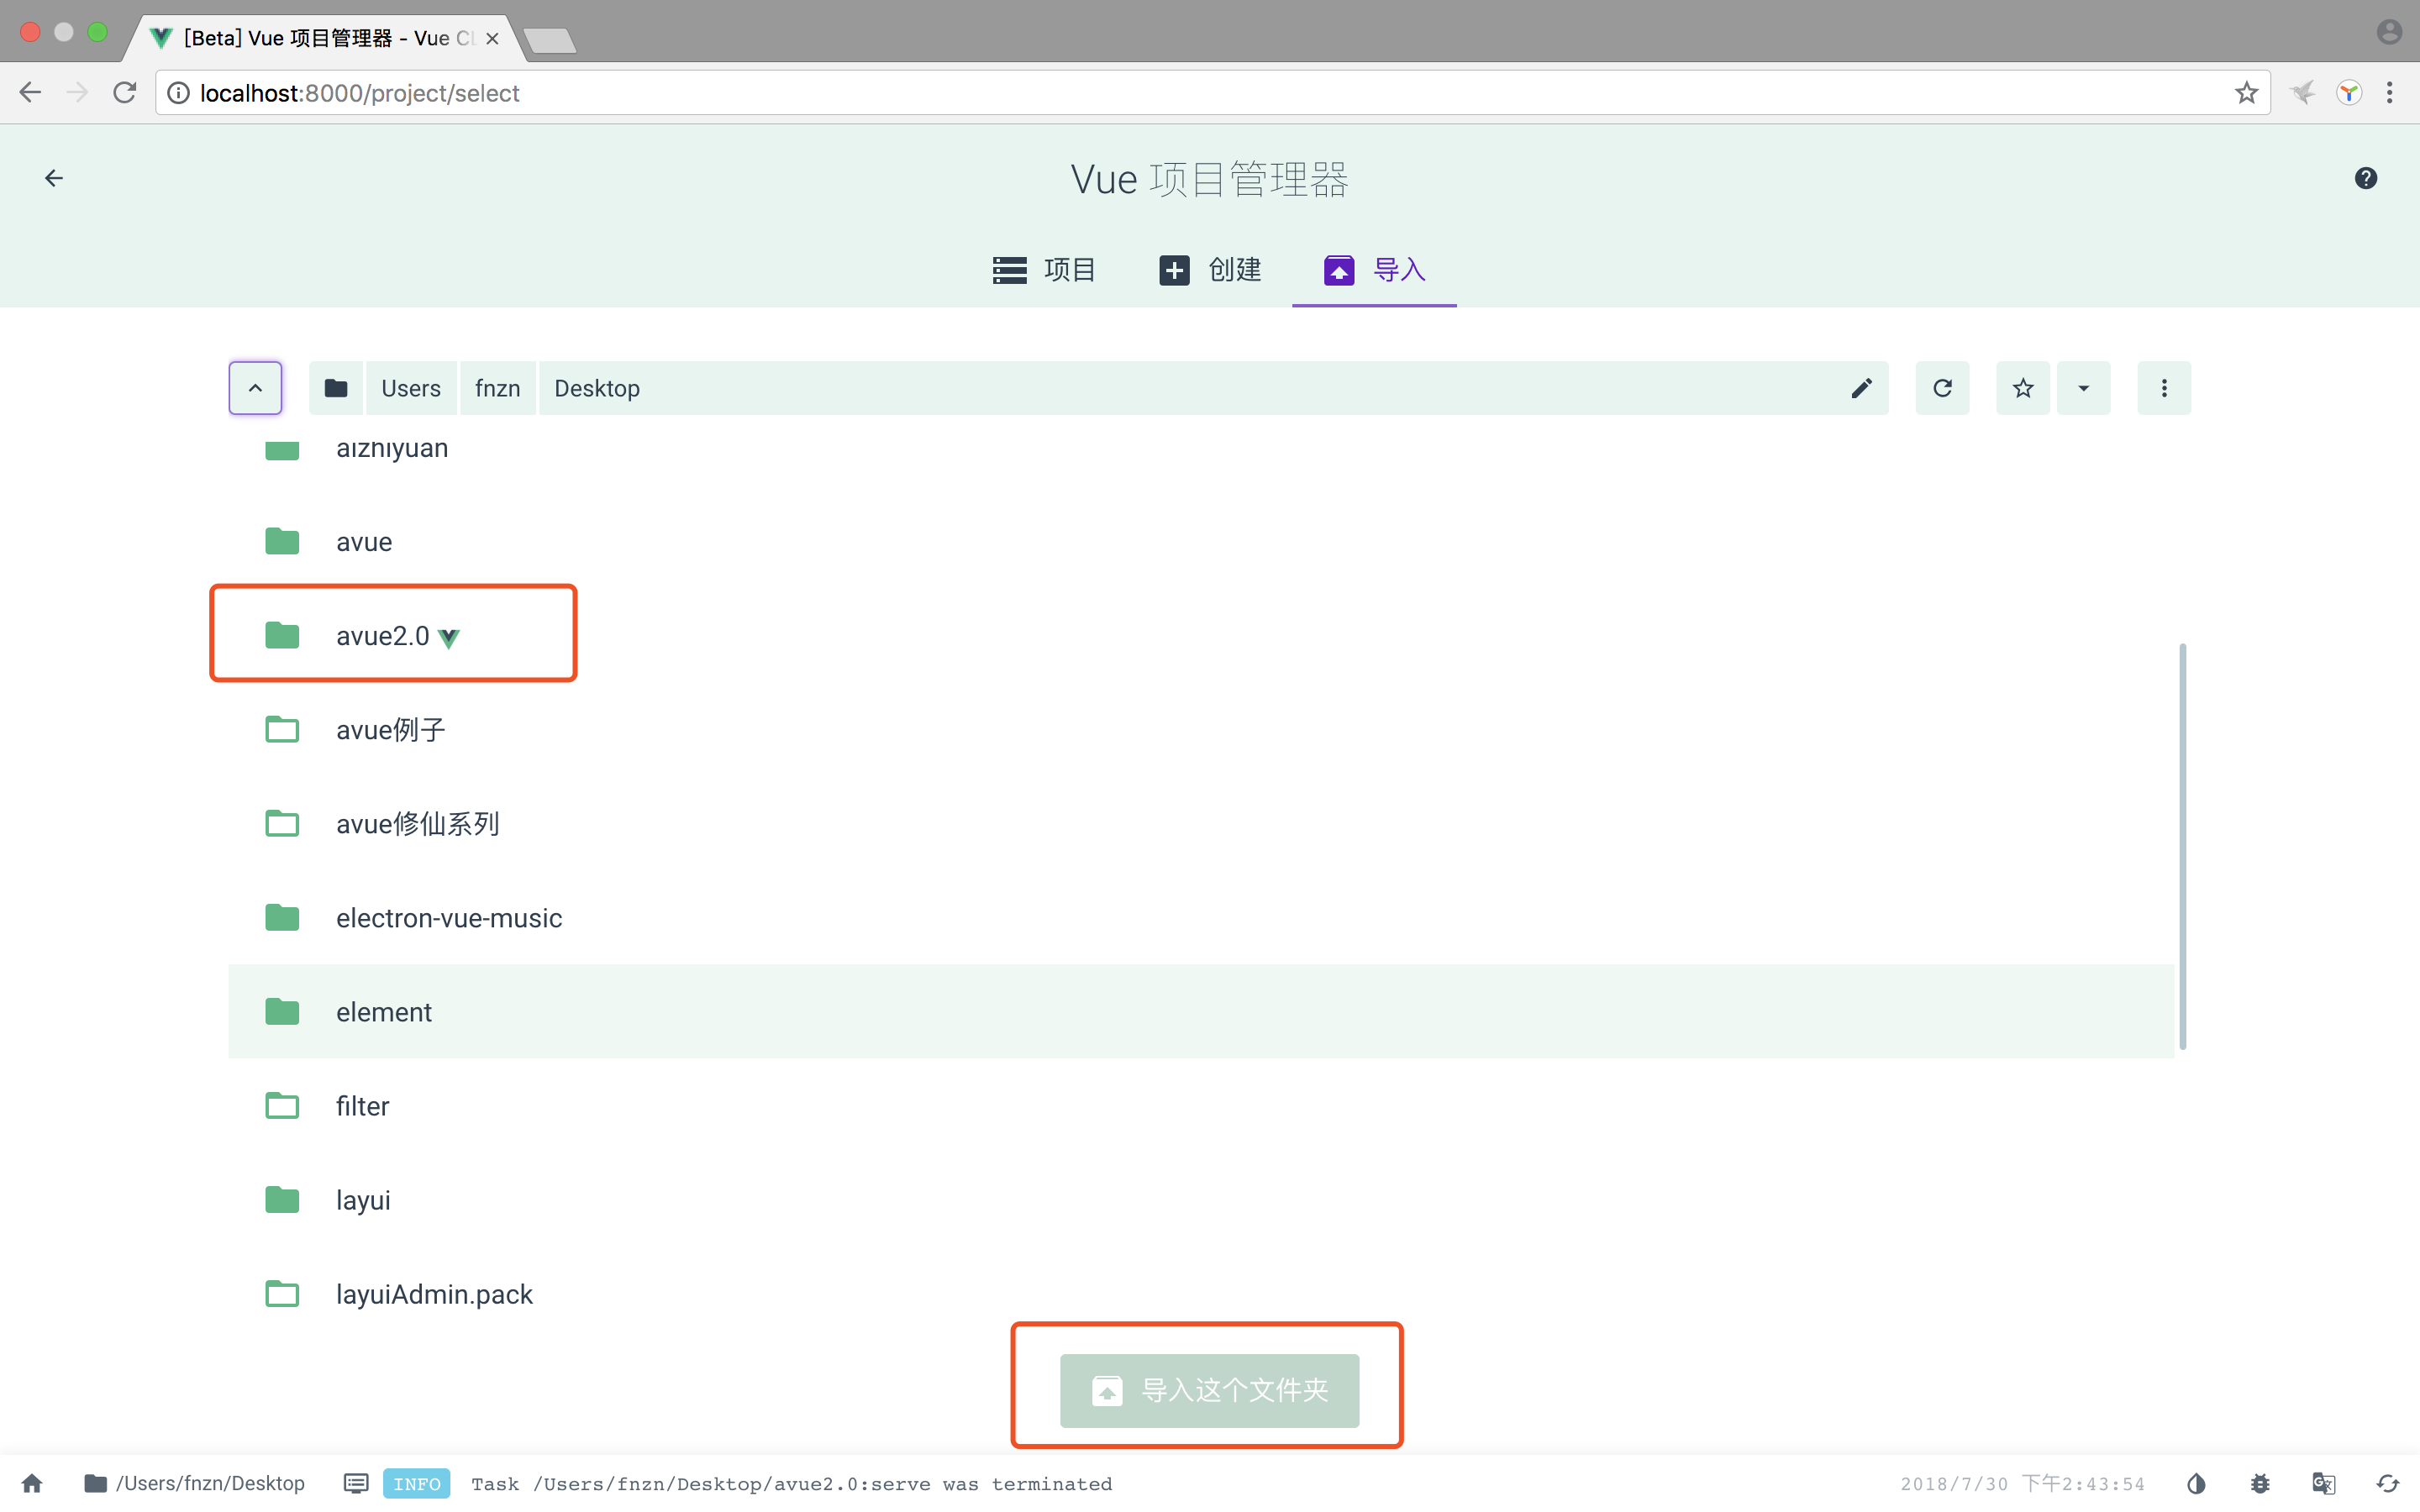 [Beta] Vue 项目管理器 - Vue CL
localhost:8000/project/select
Vue 项目管理器
项目
创建
导入
Users
fnzn
Desktop
aizhiyuan
avue
avue2.0
avue例子
avue修仙系列
electron-vue-music
element
filter
layui
layuiAdmin.pack
导入这个文件夹
/Users/fnzn/Desktop
INFO
Task /Users/fnzn/Desktop/avue2.0:serve was terminated
2018/7/30 下午2:43:54